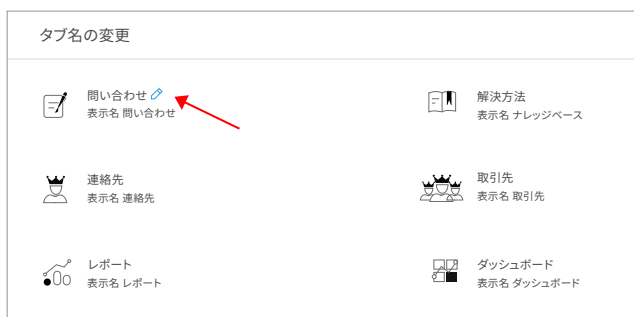 タブ名の変更
問い合わせ
表示名 問い合わせ
解決方法
表示名 ナレッジベース
連絡先
表示名 連絡先
取引先
表示名 取引先
レポート
表示名 レポート
ダッシュボード
表示名 ダッシュボード